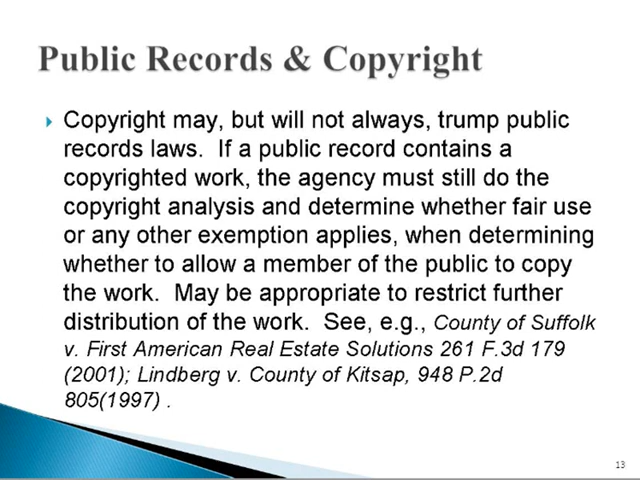 Public Records & Copyright
Copyright may, but will not always, trump public
records laws.  If a public record contains a
copyrighted work, the agency must still do the
copyright analysis and determine whether fair use
or any other exemption applies, when determining
whether to allow a member of the public to copy
the work.  May be appropriate to restrict further
distribution of the work.  See, e.g., County of Suffolk
v. First American Real Estate Solutions 261 F.3d 179
(2001); Lindberg v. County of Kitsap, 948 P.2d
805(1997) .
13